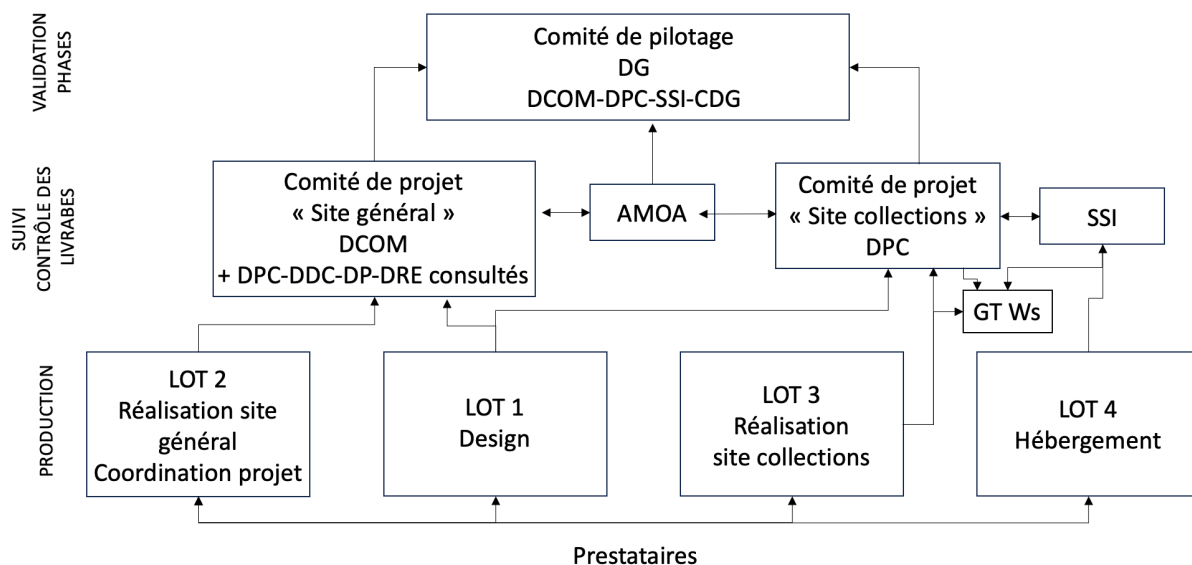 VALIDATION
PHASES
Comité de pilotage
DG
DCOM-DPC-SSI-CDG
SUIVI
CONTRÔLE DES
LIVRABES
Comité de projet
« Site général »
DCOM
+ DPC-DDC-DP-DRE consultés
AMOA
Comité de projet
« Site collections »
DPC
SSI
GT Ws
PRODUCTION
LOT 2
Réalisation site
général
Coordination projet
LOT 1
Design
LOT 3
Réalisation
site collections
LOT 4
Hébergement
Prestataires